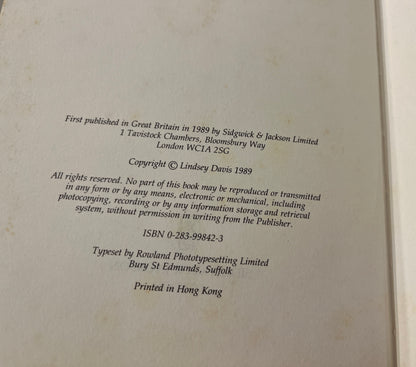 First published in Great Britain in 1989 by Sidgwick & Jackson Limited
1 Tavistock Chambers, Bloomsbury Way
London WC1A 2SG
Copyright © Lindsey Davis 1989
All rights reserved. No part of this book may be reproduced or transmitted
in any form or by any means, electronic or mechanical, including
photocopying, recording or by any information storage and retrieval
system, without permission in writing from the Publisher.
ISBN 0-283-99842-3
Typeset by Rowland Phototypesetting Limited
Bury St Edmunds, Suffolk
Printed in Hong Kong